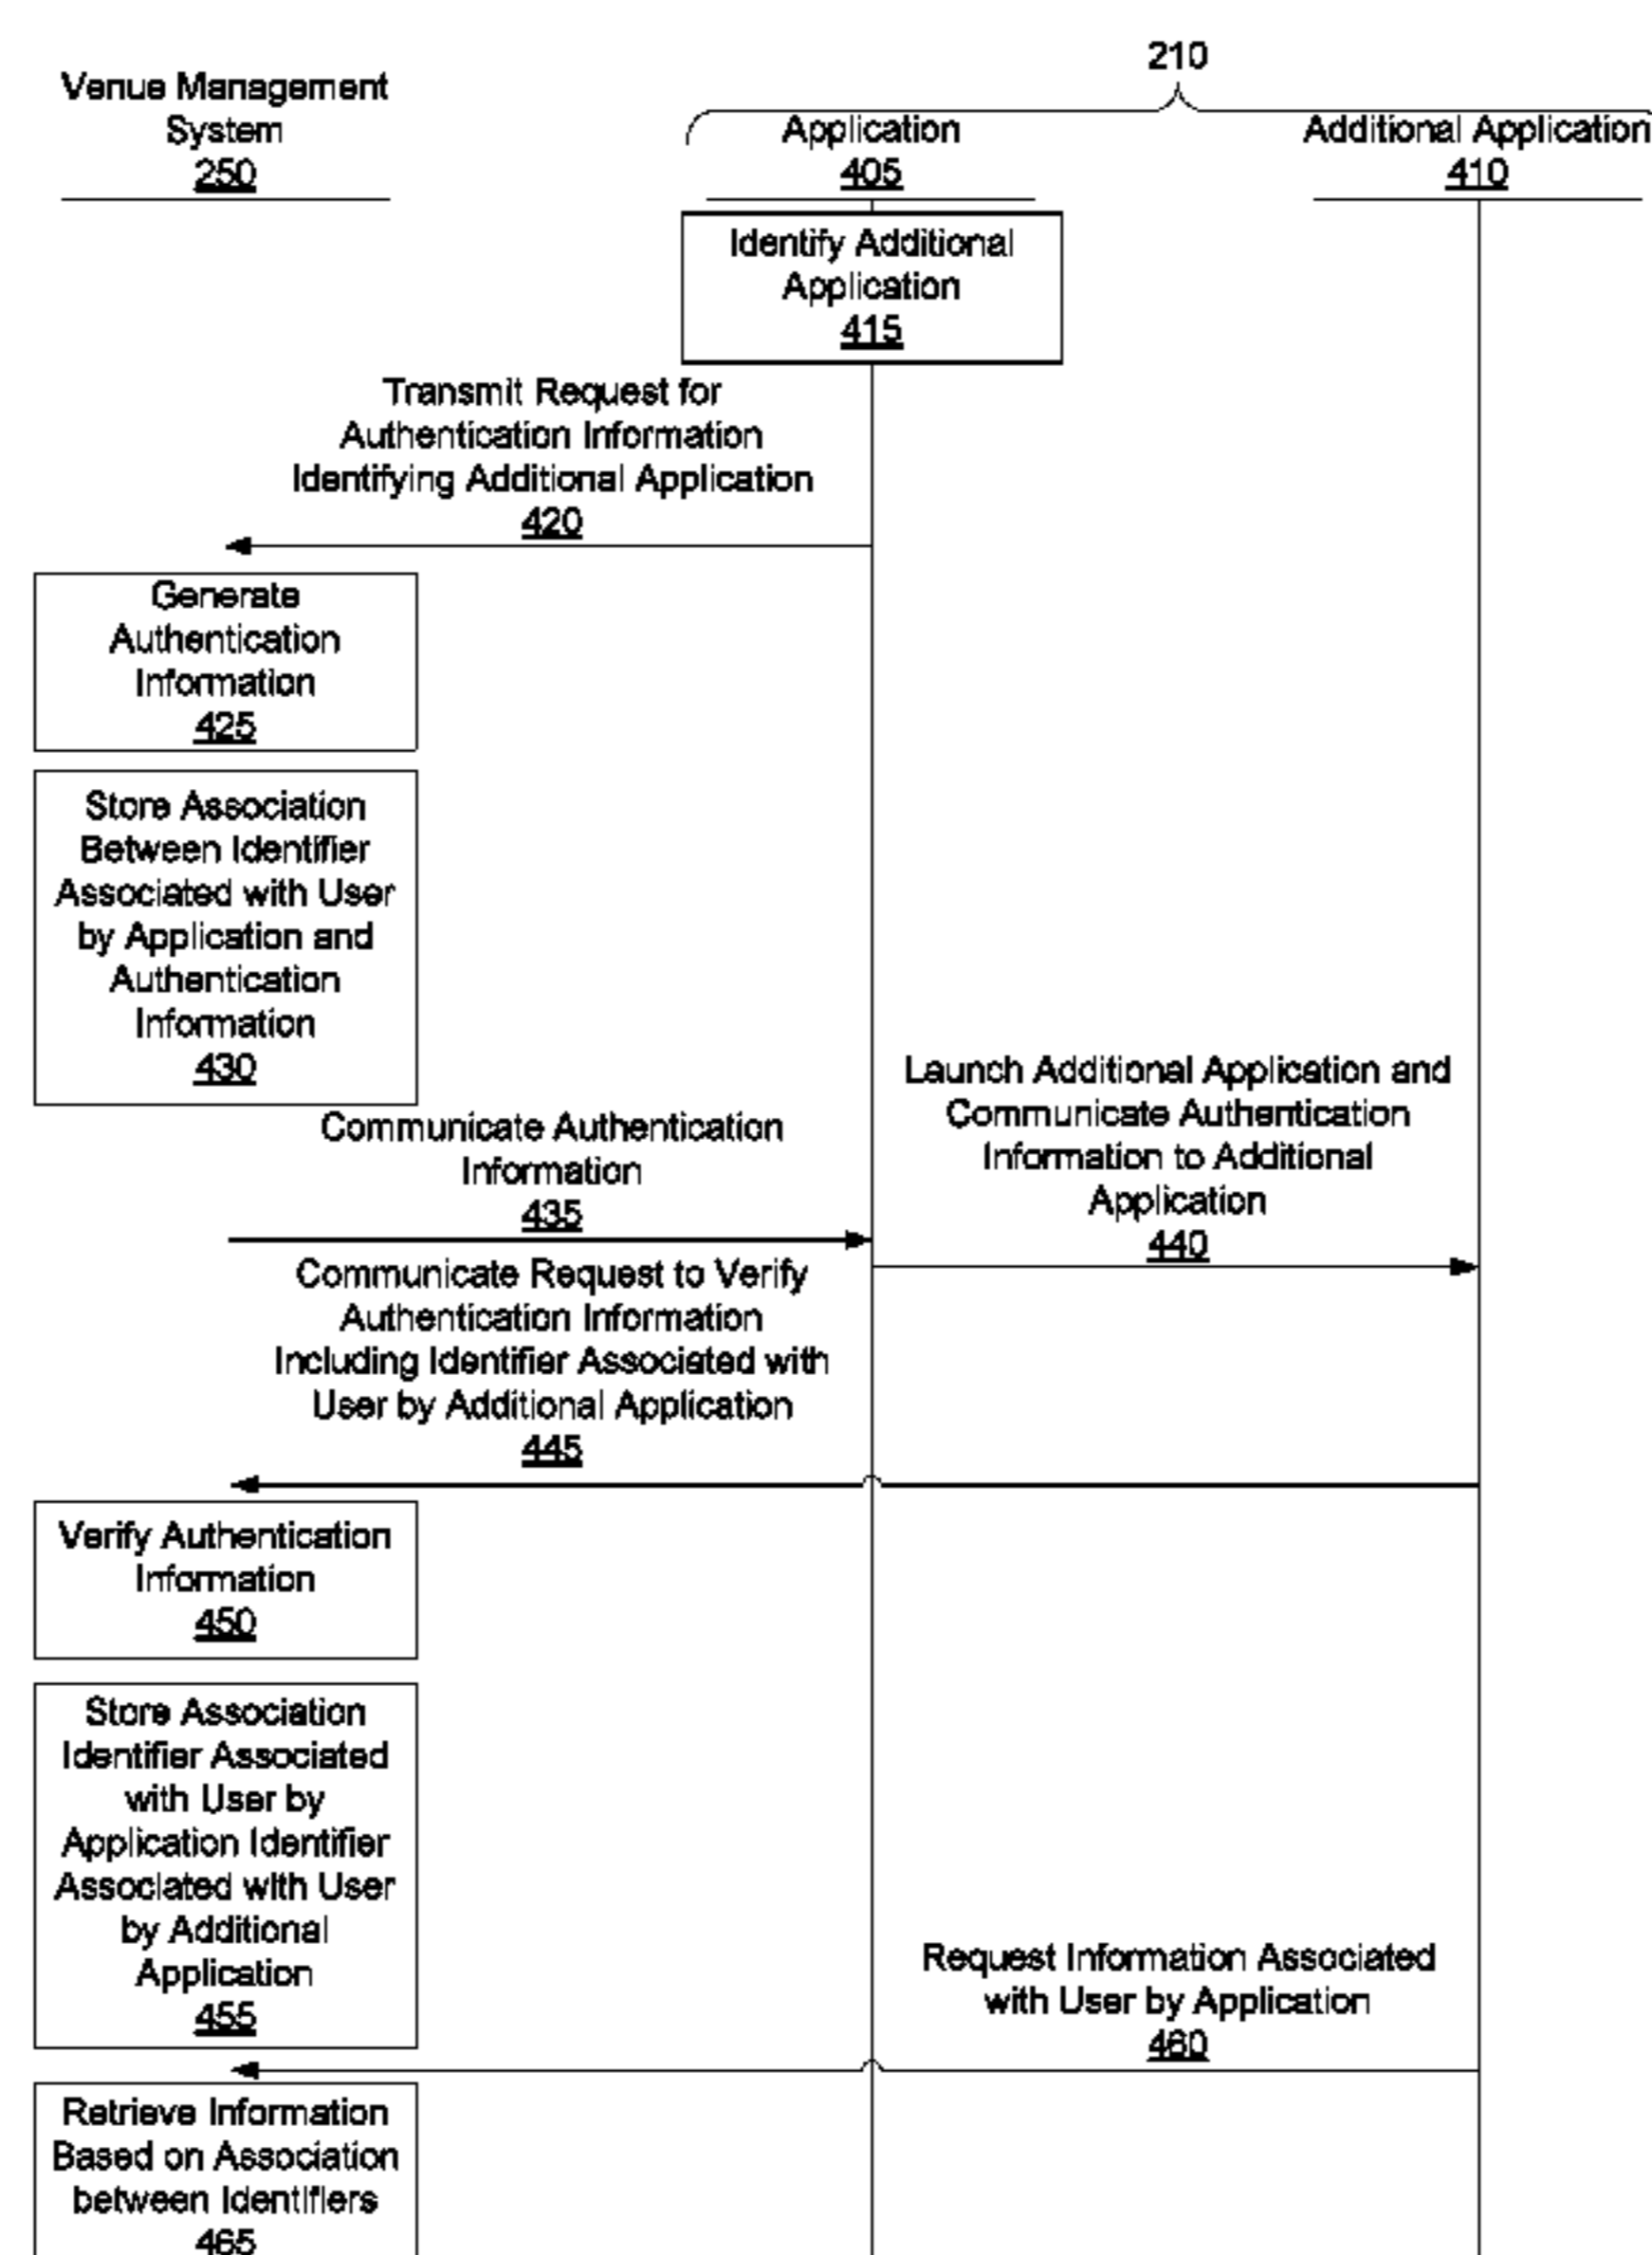 210
Venue Management
System
250
Application
405
Additional Application
410
Identify Additional
Application
415
Transmit Request for
Authentication Information
Identifying Additional Application
420
Generate
Authentication
Information
425
Store Association
Between Identifier
Associated with User
by Application and
Authentication
Information
430
Communicate Authentication
Information
435
Launch Additional Application and
Communicate Authentication
Information to Additional
Application
440
Communicate Request to Verify
Authentication Information
Including Identifier Associated with
User by Additional Application
445
Verify Authentication
Information
450
Store Association
Identifier Associated
with User by
Application Identifier
Associated with User
by Additional
Application
455
Request Information Associated
with User by Application
460
Retrieve Information
Based on Association
between Identifiers
465